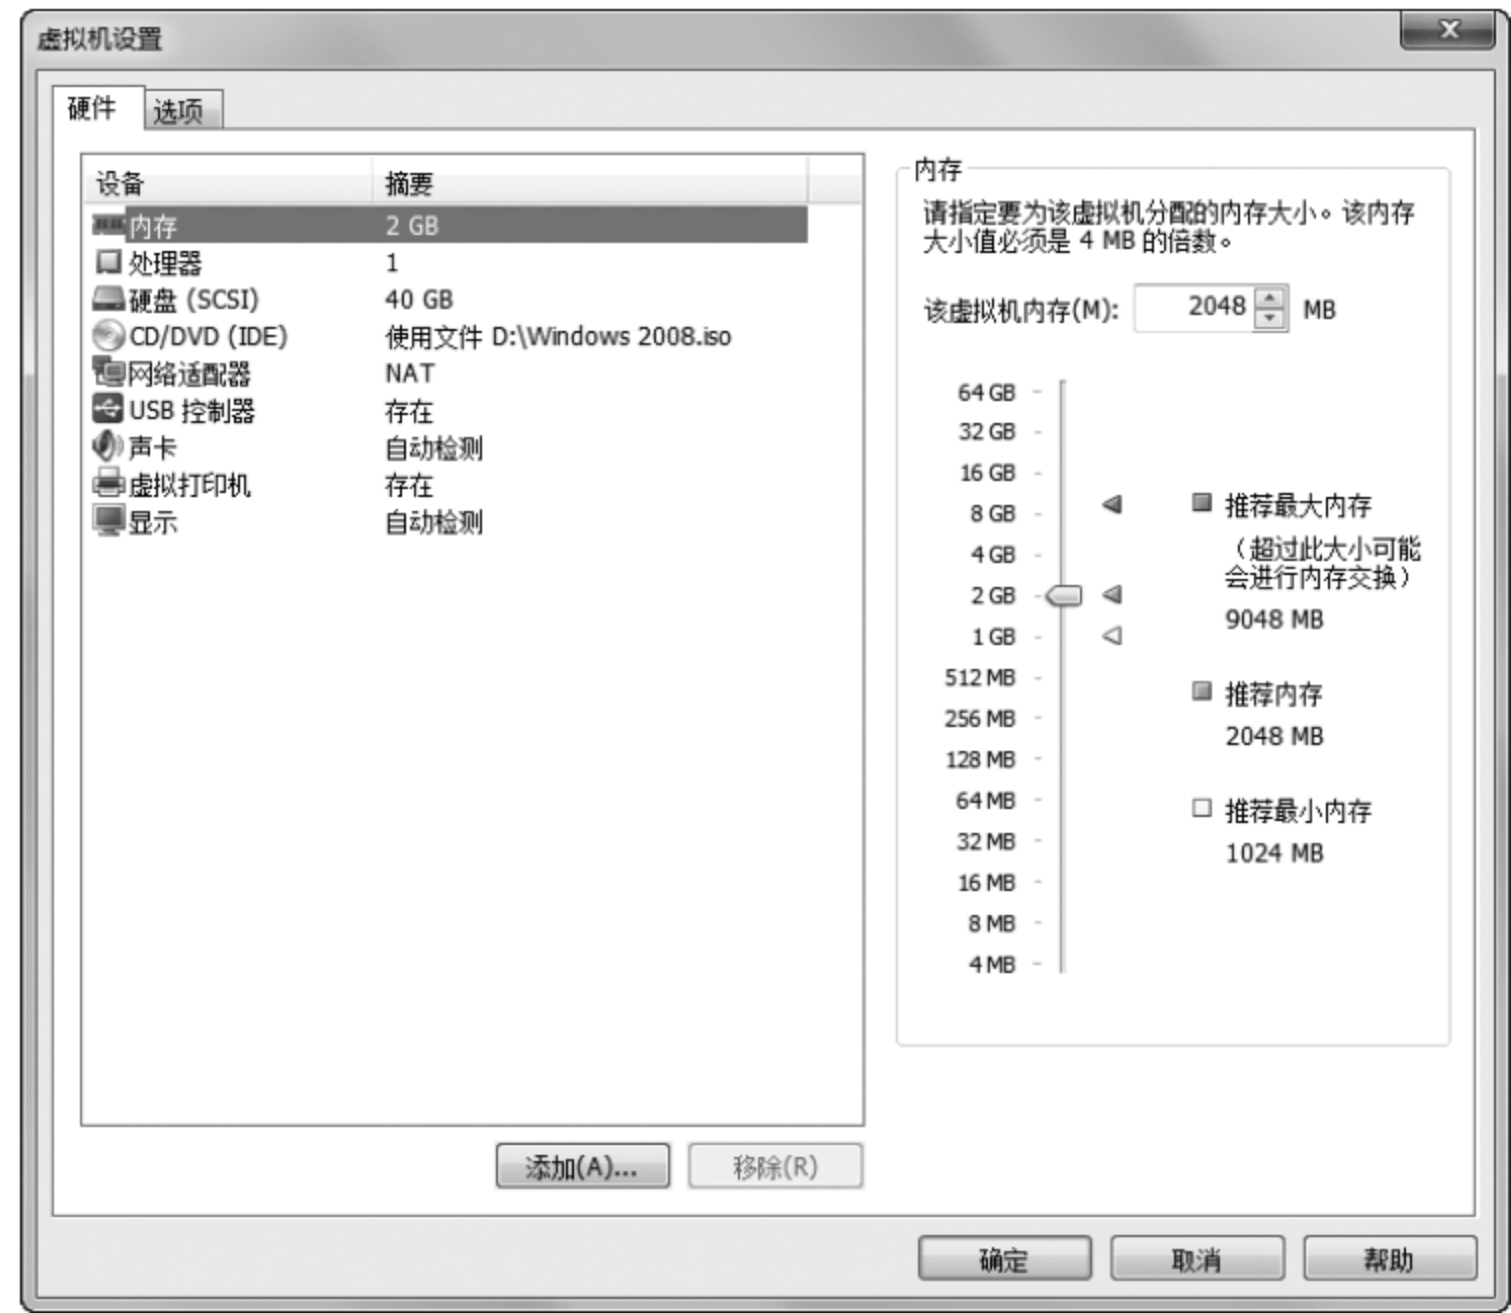 虚拟机设置
硬件 选项
设备 摘要
内存 2 GB
处理器 1
硬盘 (SCSI) 40 GB
CD/DVD (IDE) 使用文件 D:\Windows 2008.iso
网络适配器 NAT
USB 控制器 存在
声卡 自动检测
虚拟打印机 存在
显示 自动检测
添加(A)... 移除(R)
内存
请指定要为该虚拟机分配的内存大小。该内存
大小值必须是 4 MB 的倍数。
该虚拟机内存(M): 2048 MB
64 GB
32 GB
16 GB
8 GB
4 GB
2 GB
1 GB
512 MB
256 MB
128 MB
64 MB
32 MB
16 MB
8 MB
4 MB
推荐最大内存
（超过此大小可能
会进行内存交换）
9048 MB
推荐内存
2048 MB
推荐最小内存
1024 MB
确定 取消 帮助